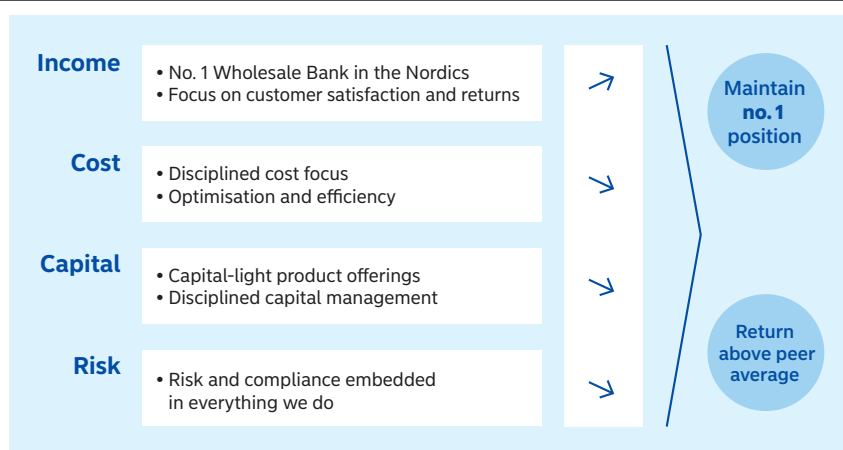 Income
• No. 1 Wholesale Bank in the Nordics
• Focus on customer satisfaction and returns
Cost
• Disciplined cost focus
• Optimisation and efficiency
Capital
• Capital-light product offerings
• Disciplined capital management
Risk
• Risk and compliance embedded
in everything we do
Maintain
no. 1
position
Return
above peer
average